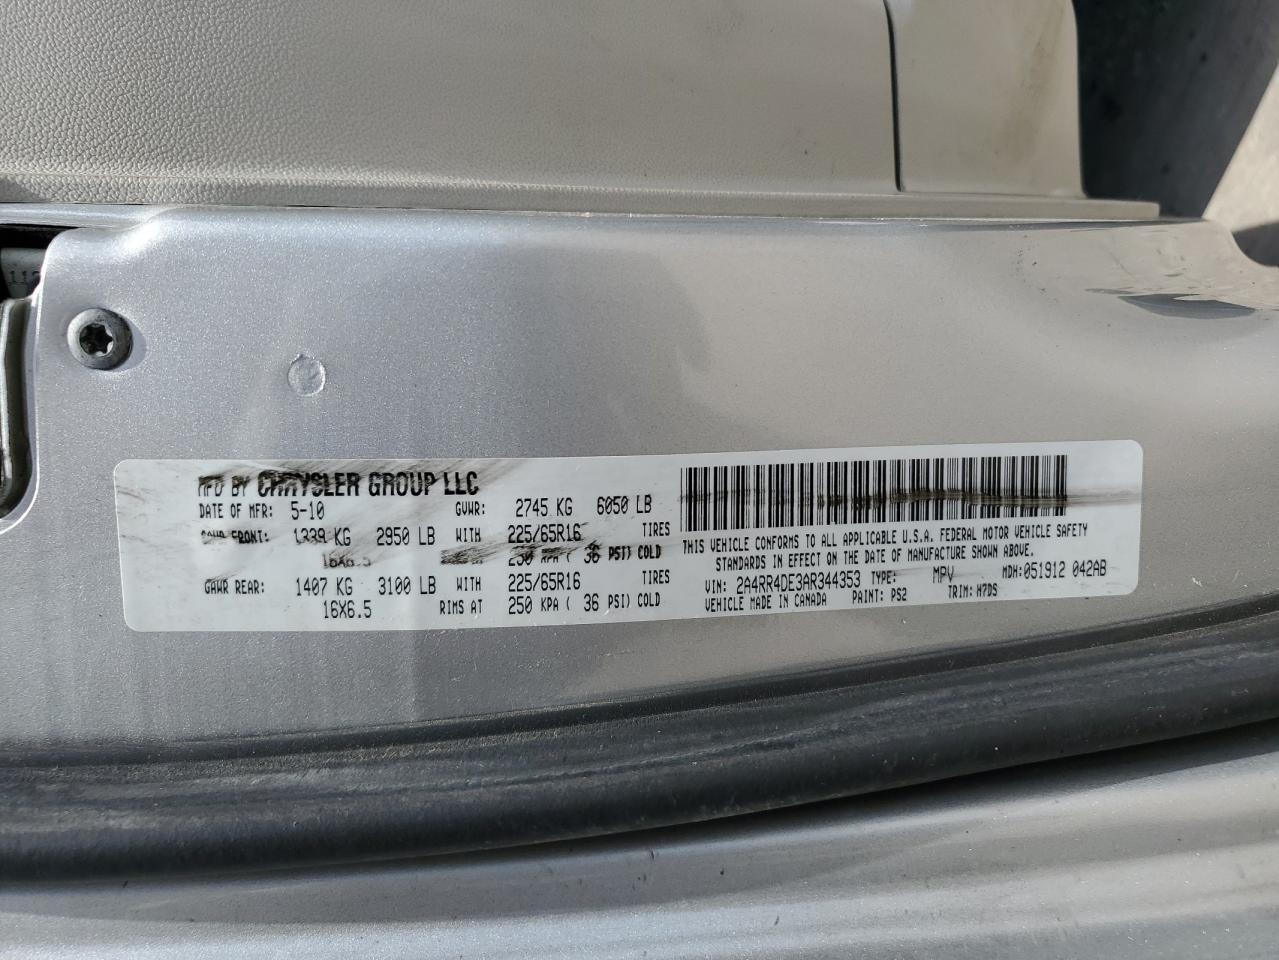 MFD BY CHRYSLER GROUP LLC
DATE OF MFR: 5-10 GVWR: 2745 KG 6050 LB
GAWR FRONT: 1339 KG 2950 LB WITH 225/65R16 TIRES
16X6.5 250 KPA ( 36 PSI) COLD
GAWR REAR: 1407 KG 3100 LB WITH 225/65R16 TIRES
16X6.5 RIMS AT 250 KPA ( 36 PSI) COLD
THIS VEHICLE CONFORMS TO ALL APPLICABLE U.S.A. FEDERAL MOTOR VEHICLE SAFETY
STANDARDS IN EFFECT ON THE DATE OF MANUFACTURE SHOWN ABOVE.
VIN: 2A4RR4DE3AR344353 TYPE: MPV MDH: 051912 042AB
VEHICLE MADE IN CANADA PAINT: PS2 TRIM: H7DS